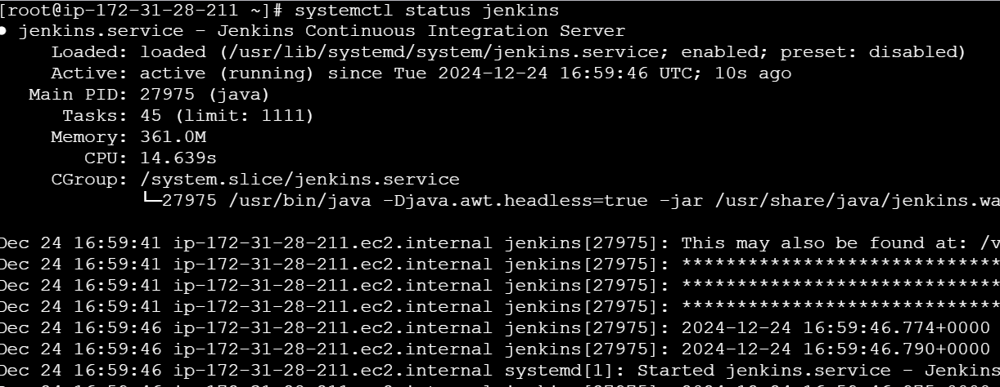 [root@ip-172-31-28-211 ~]# systemctl status jenkins
● jenkins.service - Jenkins Continuous Integration Server
     Loaded: loaded (/usr/lib/systemd/system/jenkins.service; enabled; preset: disabled)
     Active: active (running) since Tue 2024-12-24 16:59:46 UTC; 10s ago
   Main PID: 27975 (java)
      Tasks: 45 (limit: 1111)
     Memory: 361.0M
        CPU: 14.639s
     CGroup: /system.slice/jenkins.service
             └─27975 /usr/bin/java -Djava.awt.headless=true -jar /usr/share/java/jenkins.wa
Dec 24 16:59:41 ip-172-31-28-211.ec2.internal jenkins[27975]: This may also be found at: /v
Dec 24 16:59:41 ip-172-31-28-211.ec2.internal jenkins[27975]: *****************************
Dec 24 16:59:41 ip-172-31-28-211.ec2.internal jenkins[27975]: *****************************
Dec 24 16:59:41 ip-172-31-28-211.ec2.internal jenkins[27975]: *****************************
Dec 24 16:59:46 ip-172-31-28-211.ec2.internal jenkins[27975]: 2024-12-24 16:59:46.774+0000
Dec 24 16:59:46 ip-172-31-28-211.ec2.internal jenkins[27975]: 2024-12-24 16:59:46.790+0000
Dec 24 16:59:46 ip-172-31-28-211.ec2.internal systemd[1]: Started jenkins.service - Jenkins